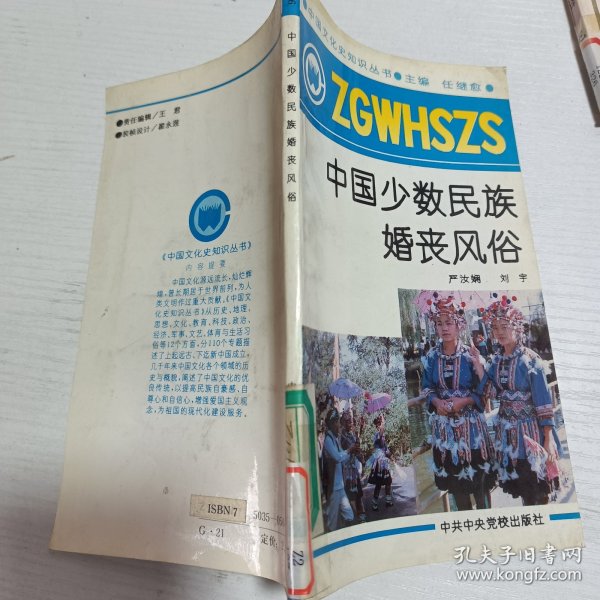 ●中国文化史知识丛书●主编 任继愈●
ZGWHSZS
中国少数民族
婚丧风俗
严汝娴 刘宇
中共中央党校出版社
中国少数民族婚丧风俗
●责任编辑/王 君
●装帧设计/翟永莲
《中国文化史知识丛书》
内容提要
中国文化源远流长,灿烂辉
煌,曾长期居于世界前列,为人
类文明作过重大贡献。《中国文
化史知识丛书》从历史、地理、
思想、文化、教育、科技、政治、
经济、军事、文艺、体育与生活习
俗等12个方面,分110个专题描
述了上起远古、下迄新中国成立,
几千年来中国文化各个领域的历
史与概貌,阐述了中国文化的优
良传统,以提高民族自豪感、自
尊心和自信心,增强爱国主义观
念,为祖国的现代化建设服务。
ISBN7
5035-0
G·21
定价:
Z2
孔夫子旧书网
www.kongfz.com